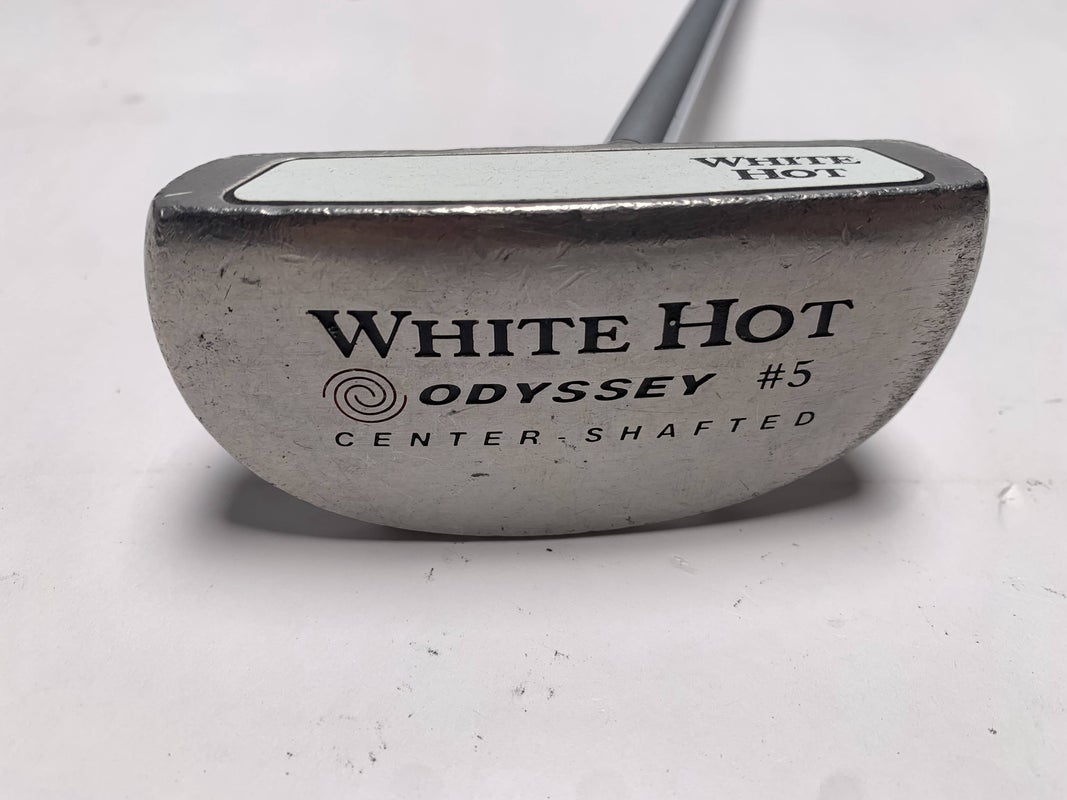 WHITE
HOT
WHITE HOT
ODYSSEY #5
CENTER-SHAFTED